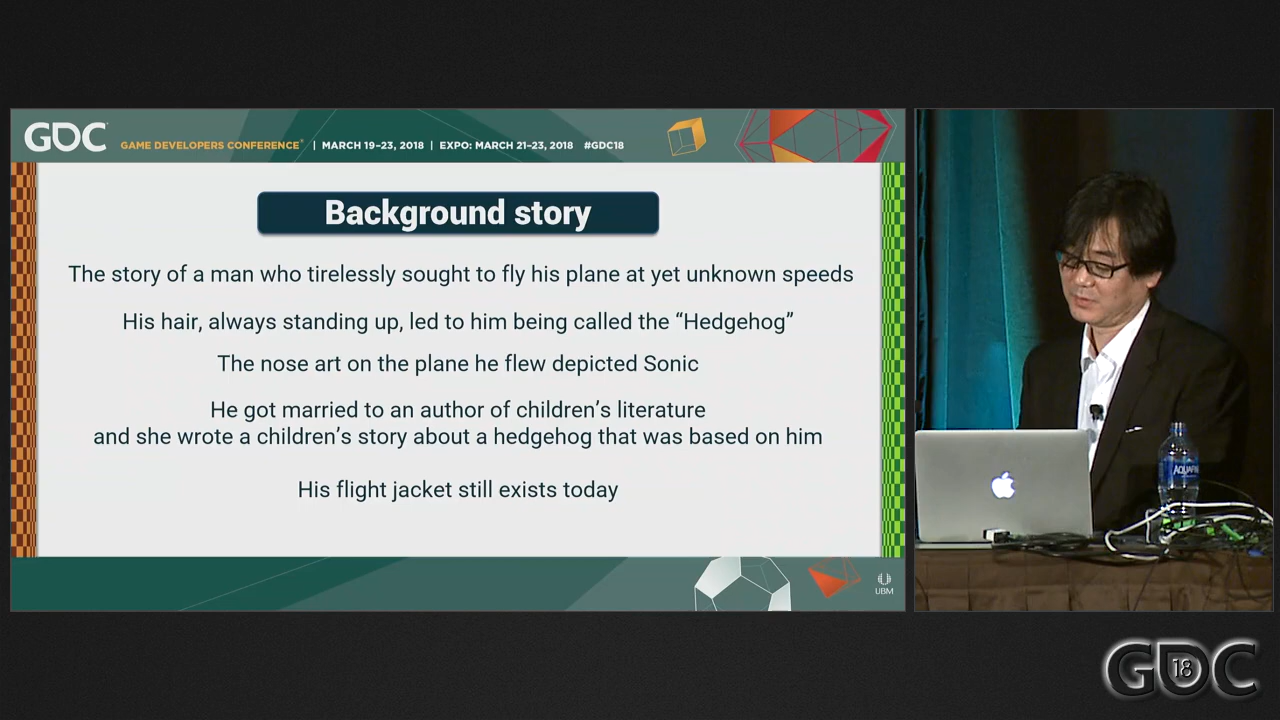 GDC
GAME DEVELOPERS CONFERENCE® | MARCH 19–23, 2018 | EXPO: MARCH 21–23, 2018 #GDC18
Background story
The story of a man who tirelessly sought to fly his plane at yet unknown speeds
His hair, always standing up, led to him being called the “Hedgehog”
The nose art on the plane he flew depicted Sonic
He got married to an author of children’s literature
and she wrote a children’s story about a hedgehog that was based on him
His flight jacket still exists today
UBM
AQUAFINA
GDC
18